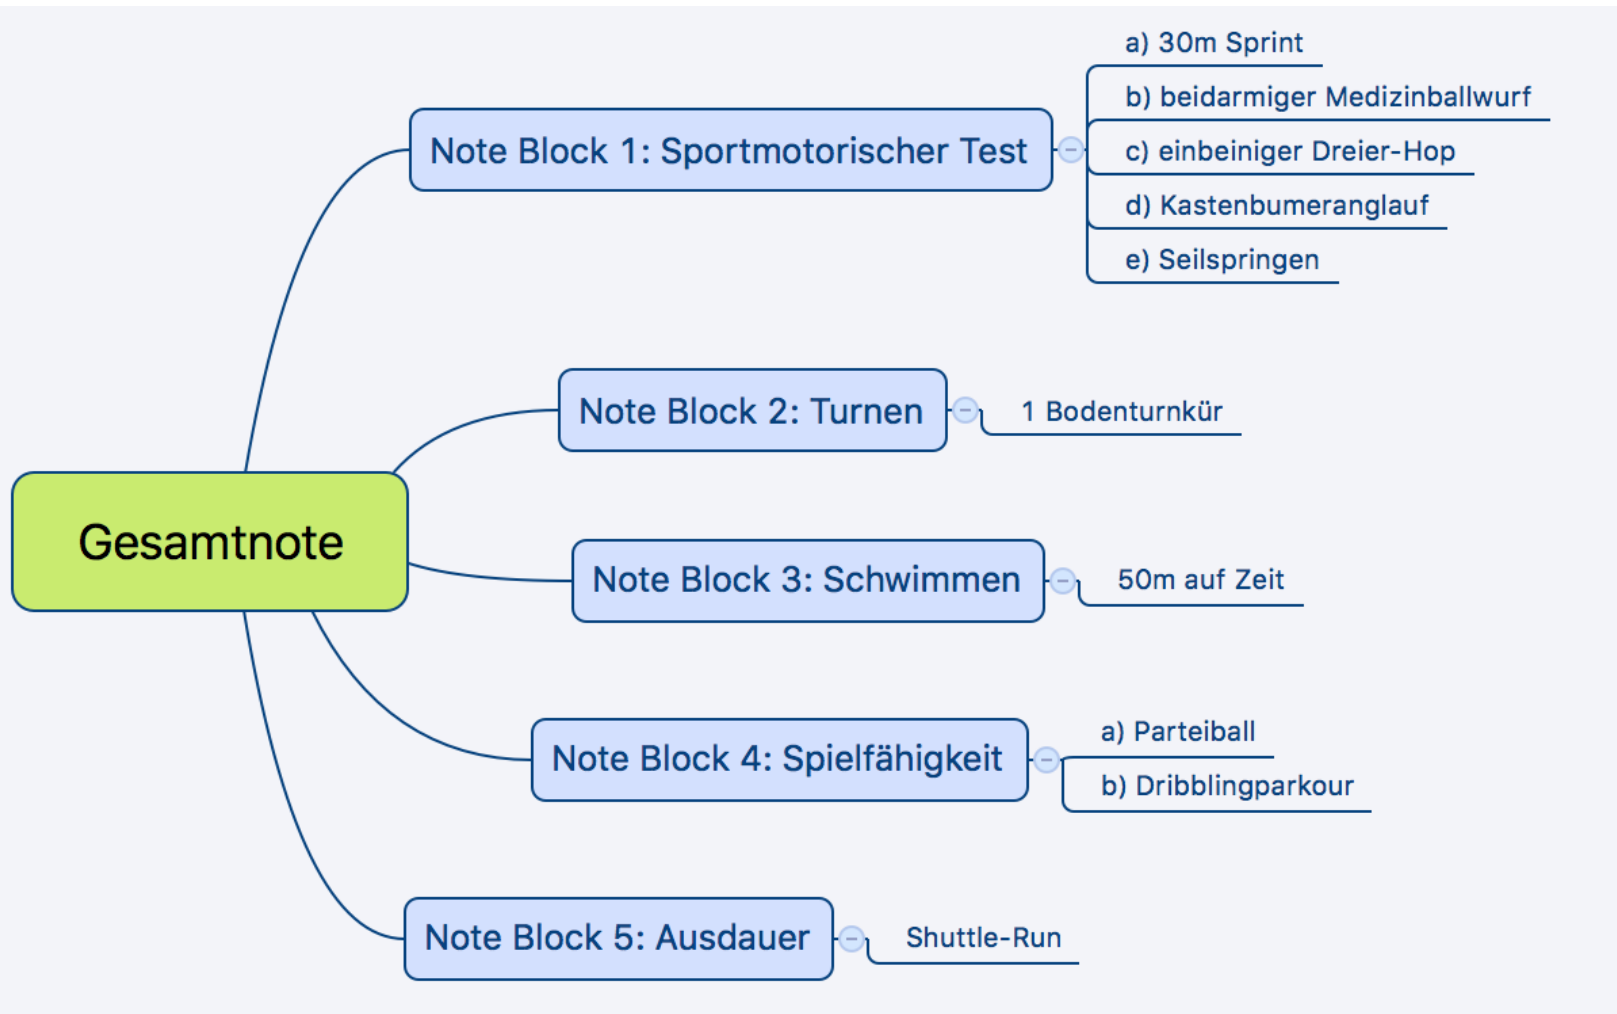 Gesamtnote
Note Block 1: Sportmotorischer Test
a) 30m Sprint
b) beidarmiger Medizinballwurf
c) einbeiniger Dreier-Hop
d) Kastenbumeranglauf
e) Seilspringen
Note Block 2: Turnen
1 Bodenturnkür
Note Block 3: Schwimmen
50m auf Zeit
Note Block 4: Spielfähigkeit
a) Parteiball
b) Dribblingparkour
Note Block 5: Ausdauer
Shuttle-Run